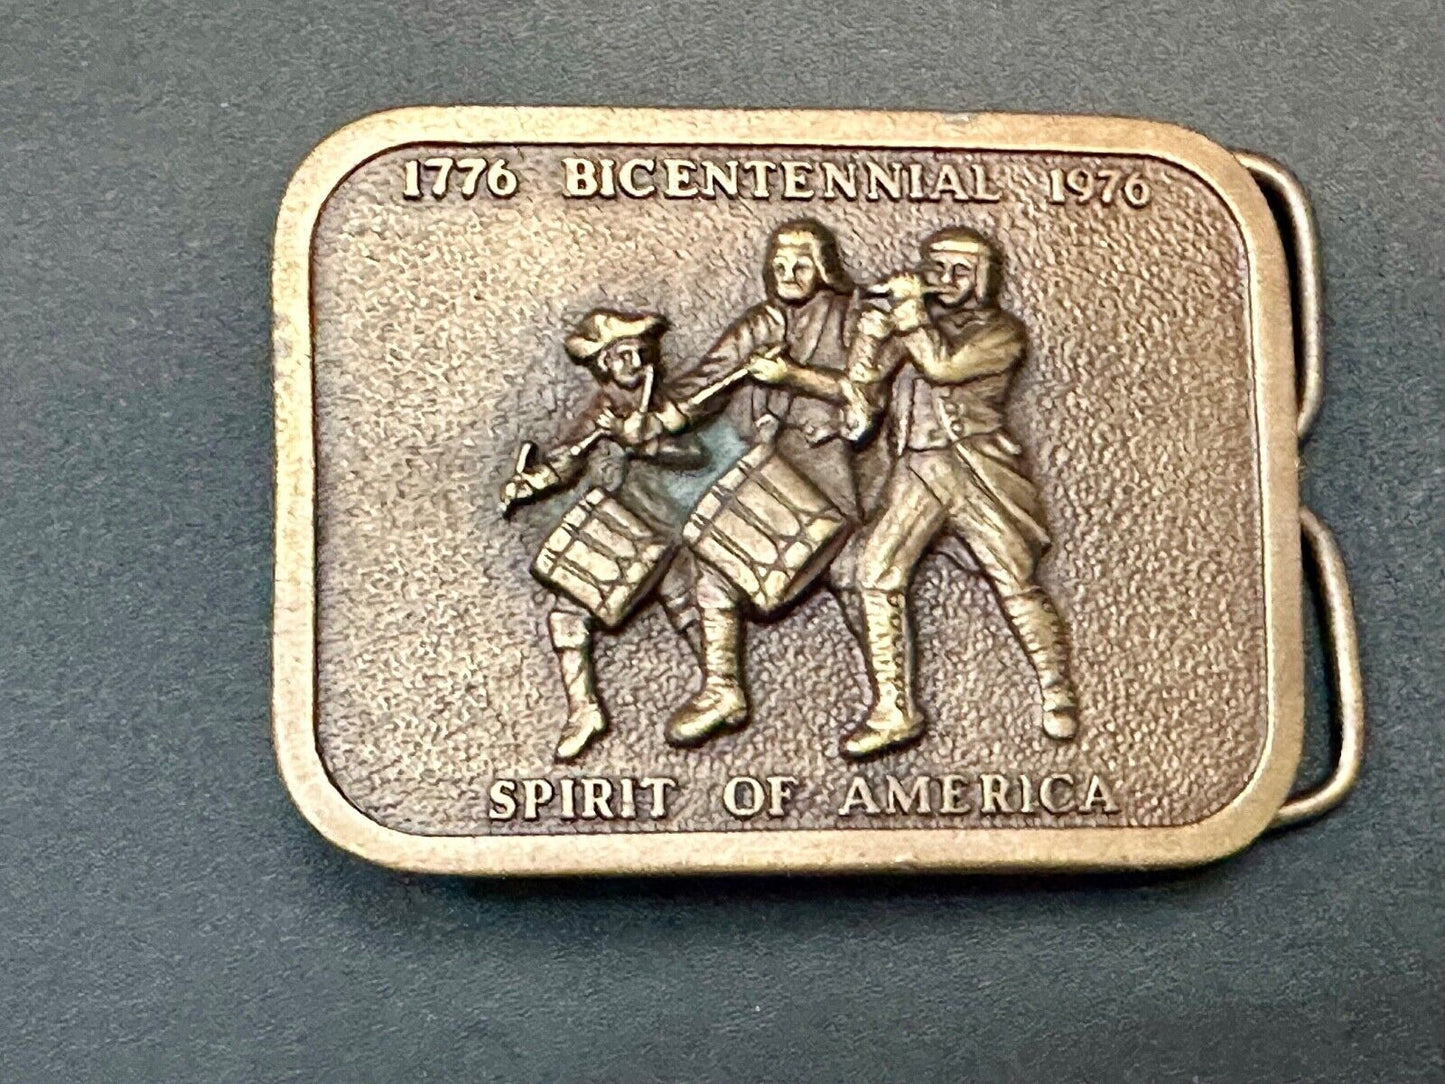 1776 BICENTENNIAL 1976
SPIRIT OF AMERICA